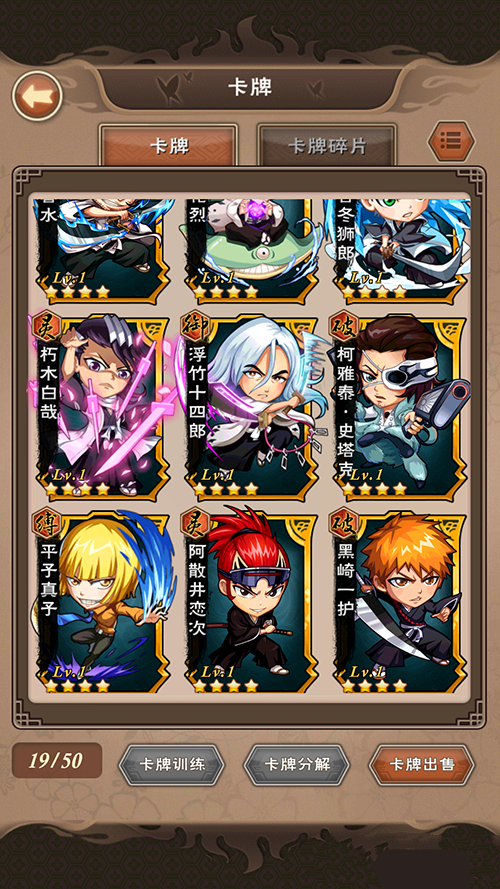 卡牌
卡牌
卡牌碎片
水
Lv.1
烈
Lv.1
冬狮郎
Lv.1
灵
朽木白哉
Lv.1
御
浮竹十四郎
Lv.1
破
柯雅泰·史塔克
Lv.1
缚
平子真子
Lv.1
灵
阿散井恋次
Lv.1
破
黑崎一护
Lv.1
19/50
卡牌训练
卡牌分解
卡牌出售